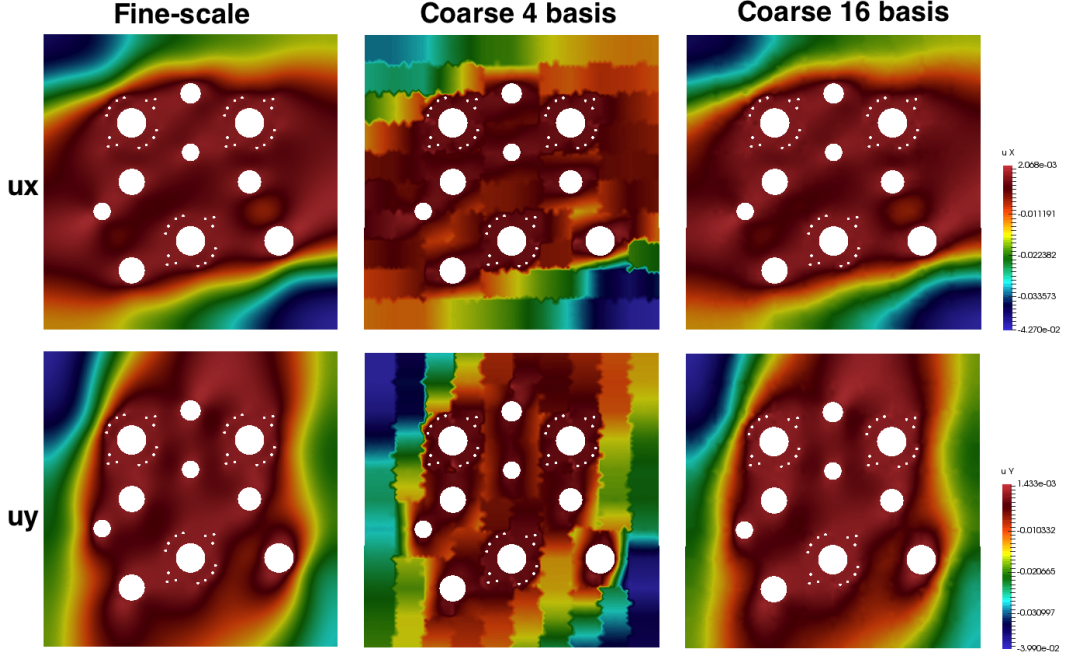 Fine-scale
Coarse 4 basis
Coarse 16 basis
ux
u X
2.068e-03
-0.011191
-0.022382
-0.033573
-4.270e-02
uy
u Y
1.433e-03
-0.010332
-0.020665
-0.030997
-3.990e-02